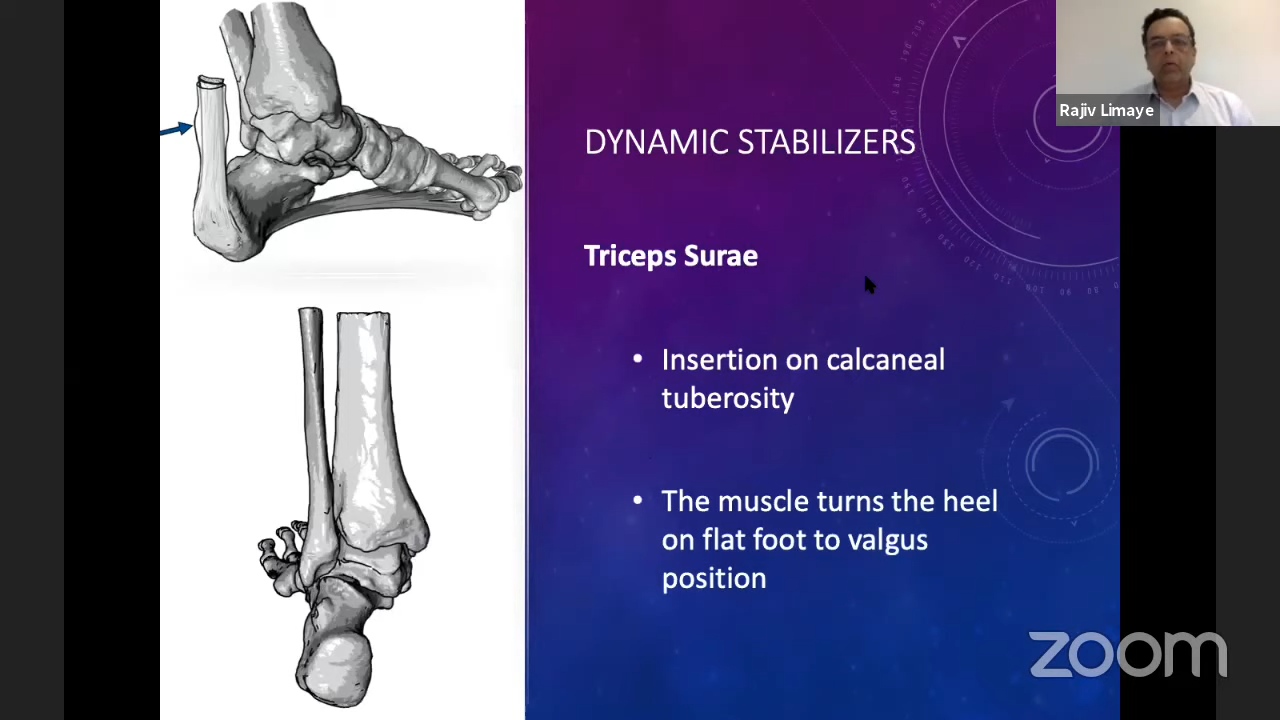 Rajiv Limaye
DYNAMIC STABILIZERS
Triceps Surae
• Insertion on calcaneal
tuberosity
• The muscle turns the heel
on flat foot to valgus
position
zoom